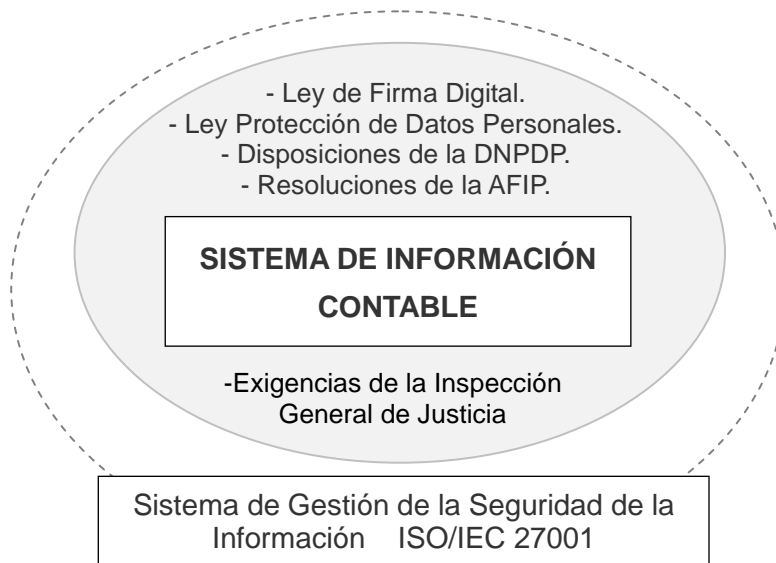 - Ley de Firma Digital.
- Ley Protección de Datos Personales.
- Disposiciones de la DNPDP.
- Resoluciones de la AFIP.
SISTEMA DE INFORMACIÓN
CONTABLE
-Exigencias de la Inspección
General de Justicia
Sistema de Gestión de la Seguridad de la
Información ISO/IEC 27001